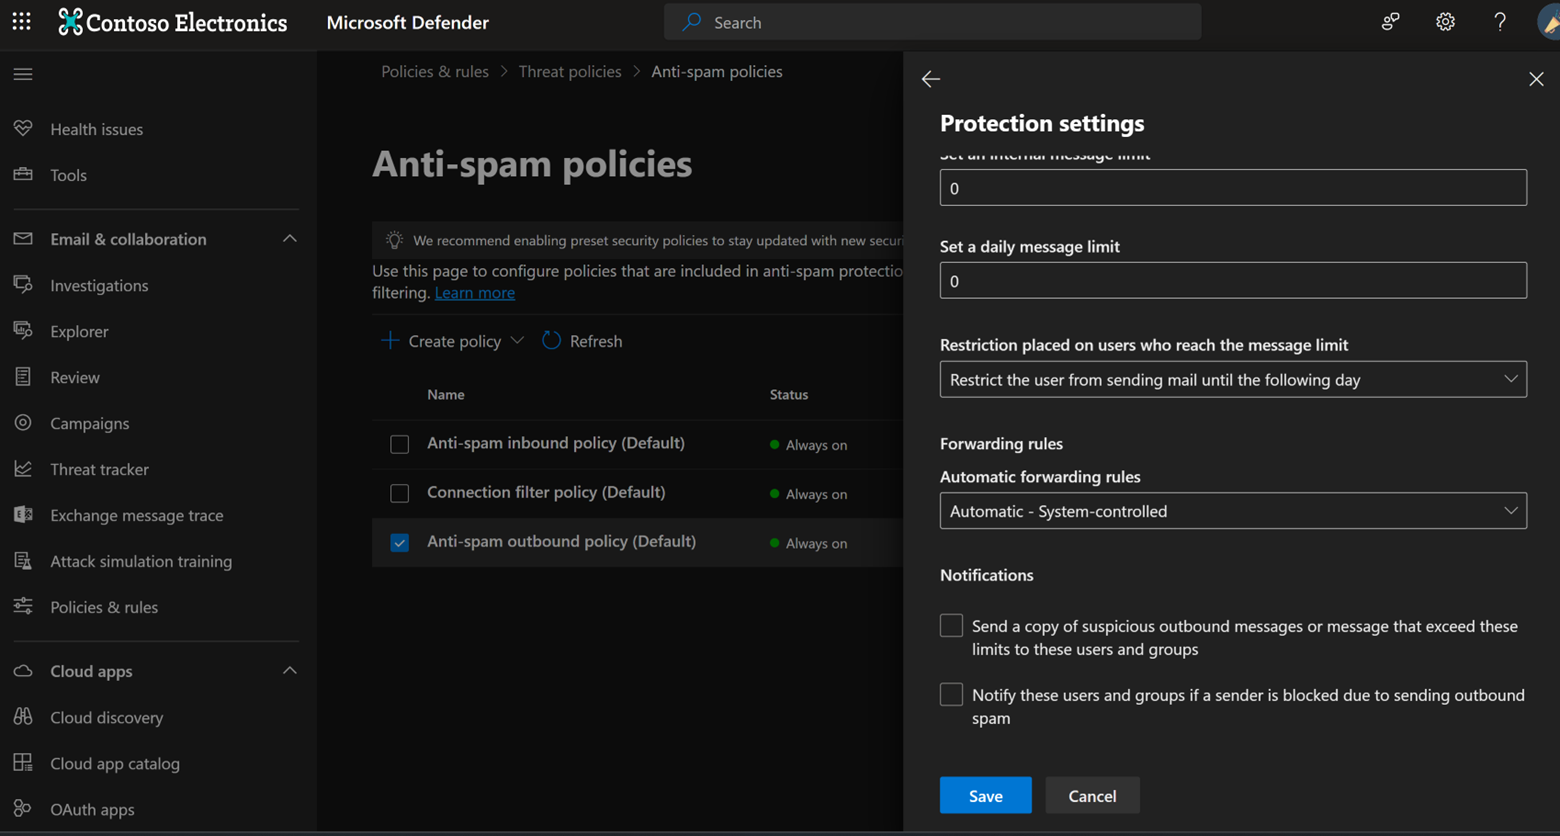 Contoso Electronics
Microsoft Defender
Search
Health issues
Tools
Email & collaboration
Investigations
Explorer
Review
Campaigns
Threat tracker
Exchange message trace
Attack simulation training
Policies & rules
Cloud apps
Cloud discovery
Cloud app catalog
OAuth apps
Policies & rules > Threat policies > Anti-spam policies
Anti-spam policies
We recommend enabling preset security policies to stay updated with new securi
Use this page to configure policies that are included in anti-spam protectio
filtering. Learn more
Create policy
Refresh
Name Status
Anti-spam inbound policy (Default) Always on
Connection filter policy (Default) Always on
Anti-spam outbound policy (Default) Always on
Protection settings
Set an internal message limit
0
Set a daily message limit
0
Restriction placed on users who reach the message limit
Restrict the user from sending mail until the following day
Forwarding rules
Automatic forwarding rules
Automatic - System-controlled
Notifications
Send a copy of suspicious outbound messages or message that exceed these
limits to these users and groups
Notify these users and groups if a sender is blocked due to sending outbound
spam
Save
Cancel